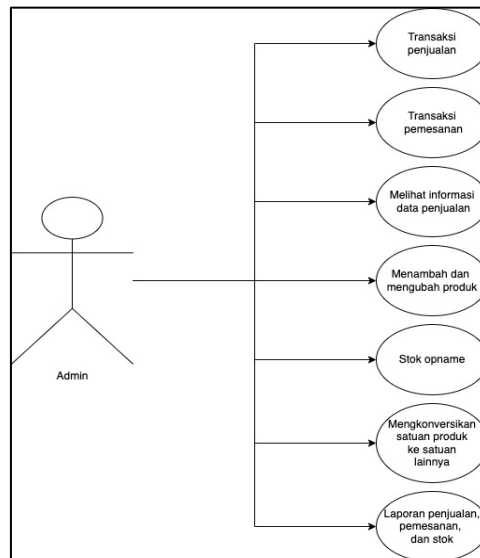 Transaksi
penjualan
Transaksi
pemesanan
Melihat informasi
data penjualan
Menambah dan
mengubah produk
Admin
Stok opname
Mengkonversikan
satuan produk
ke satuan
lainnya
Laporan penjualan,
pemesanan,
dan stok